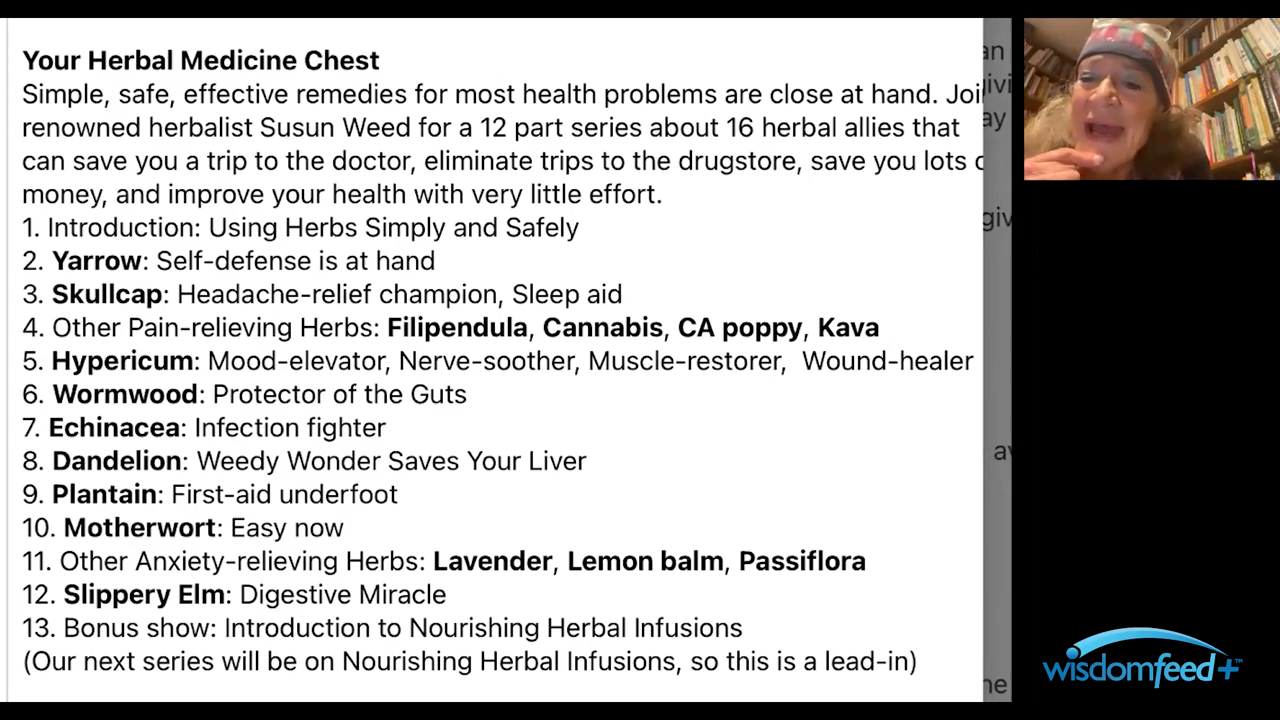 Your Herbal Medicine Chest
Simple, safe, effective remedies for most health problems are close at hand. Joi
renowned herbalist Susun Weed for a 12 part series about 16 herbal allies that
can save you a trip to the doctor, eliminate trips to the drugstore, save you lots
money, and improve your health with very little effort.
1. Introduction: Using Herbs Simply and Safely
2. Yarrow: Self-defense is at hand
3. Skullcap: Headache-relief champion, Sleep aid
4. Other Pain-relieving Herbs: Filipendula, Cannabis, CA poppy, Kava
5. Hypericum: Mood-elevator, Nerve-soother, Muscle-restorer, Wound-healer
6. Wormwood: Protector of the Guts
7. Echinacea: Infection fighter
8. Dandelion: Weedy Wonder Saves Your Liver
9. Plantain: First-aid underfoot
10. Motherwort: Easy now
11. Other Anxiety-relieving Herbs: Lavender, Lemon balm, Passiflora
12. Slippery Elm: Digestive Miracle
13. Bonus show: Introduction to Nourishing Herbal Infusions
(Our next series will be on Nourishing Herbal Infusions, so this is a lead-in)
wisdomfeed+™